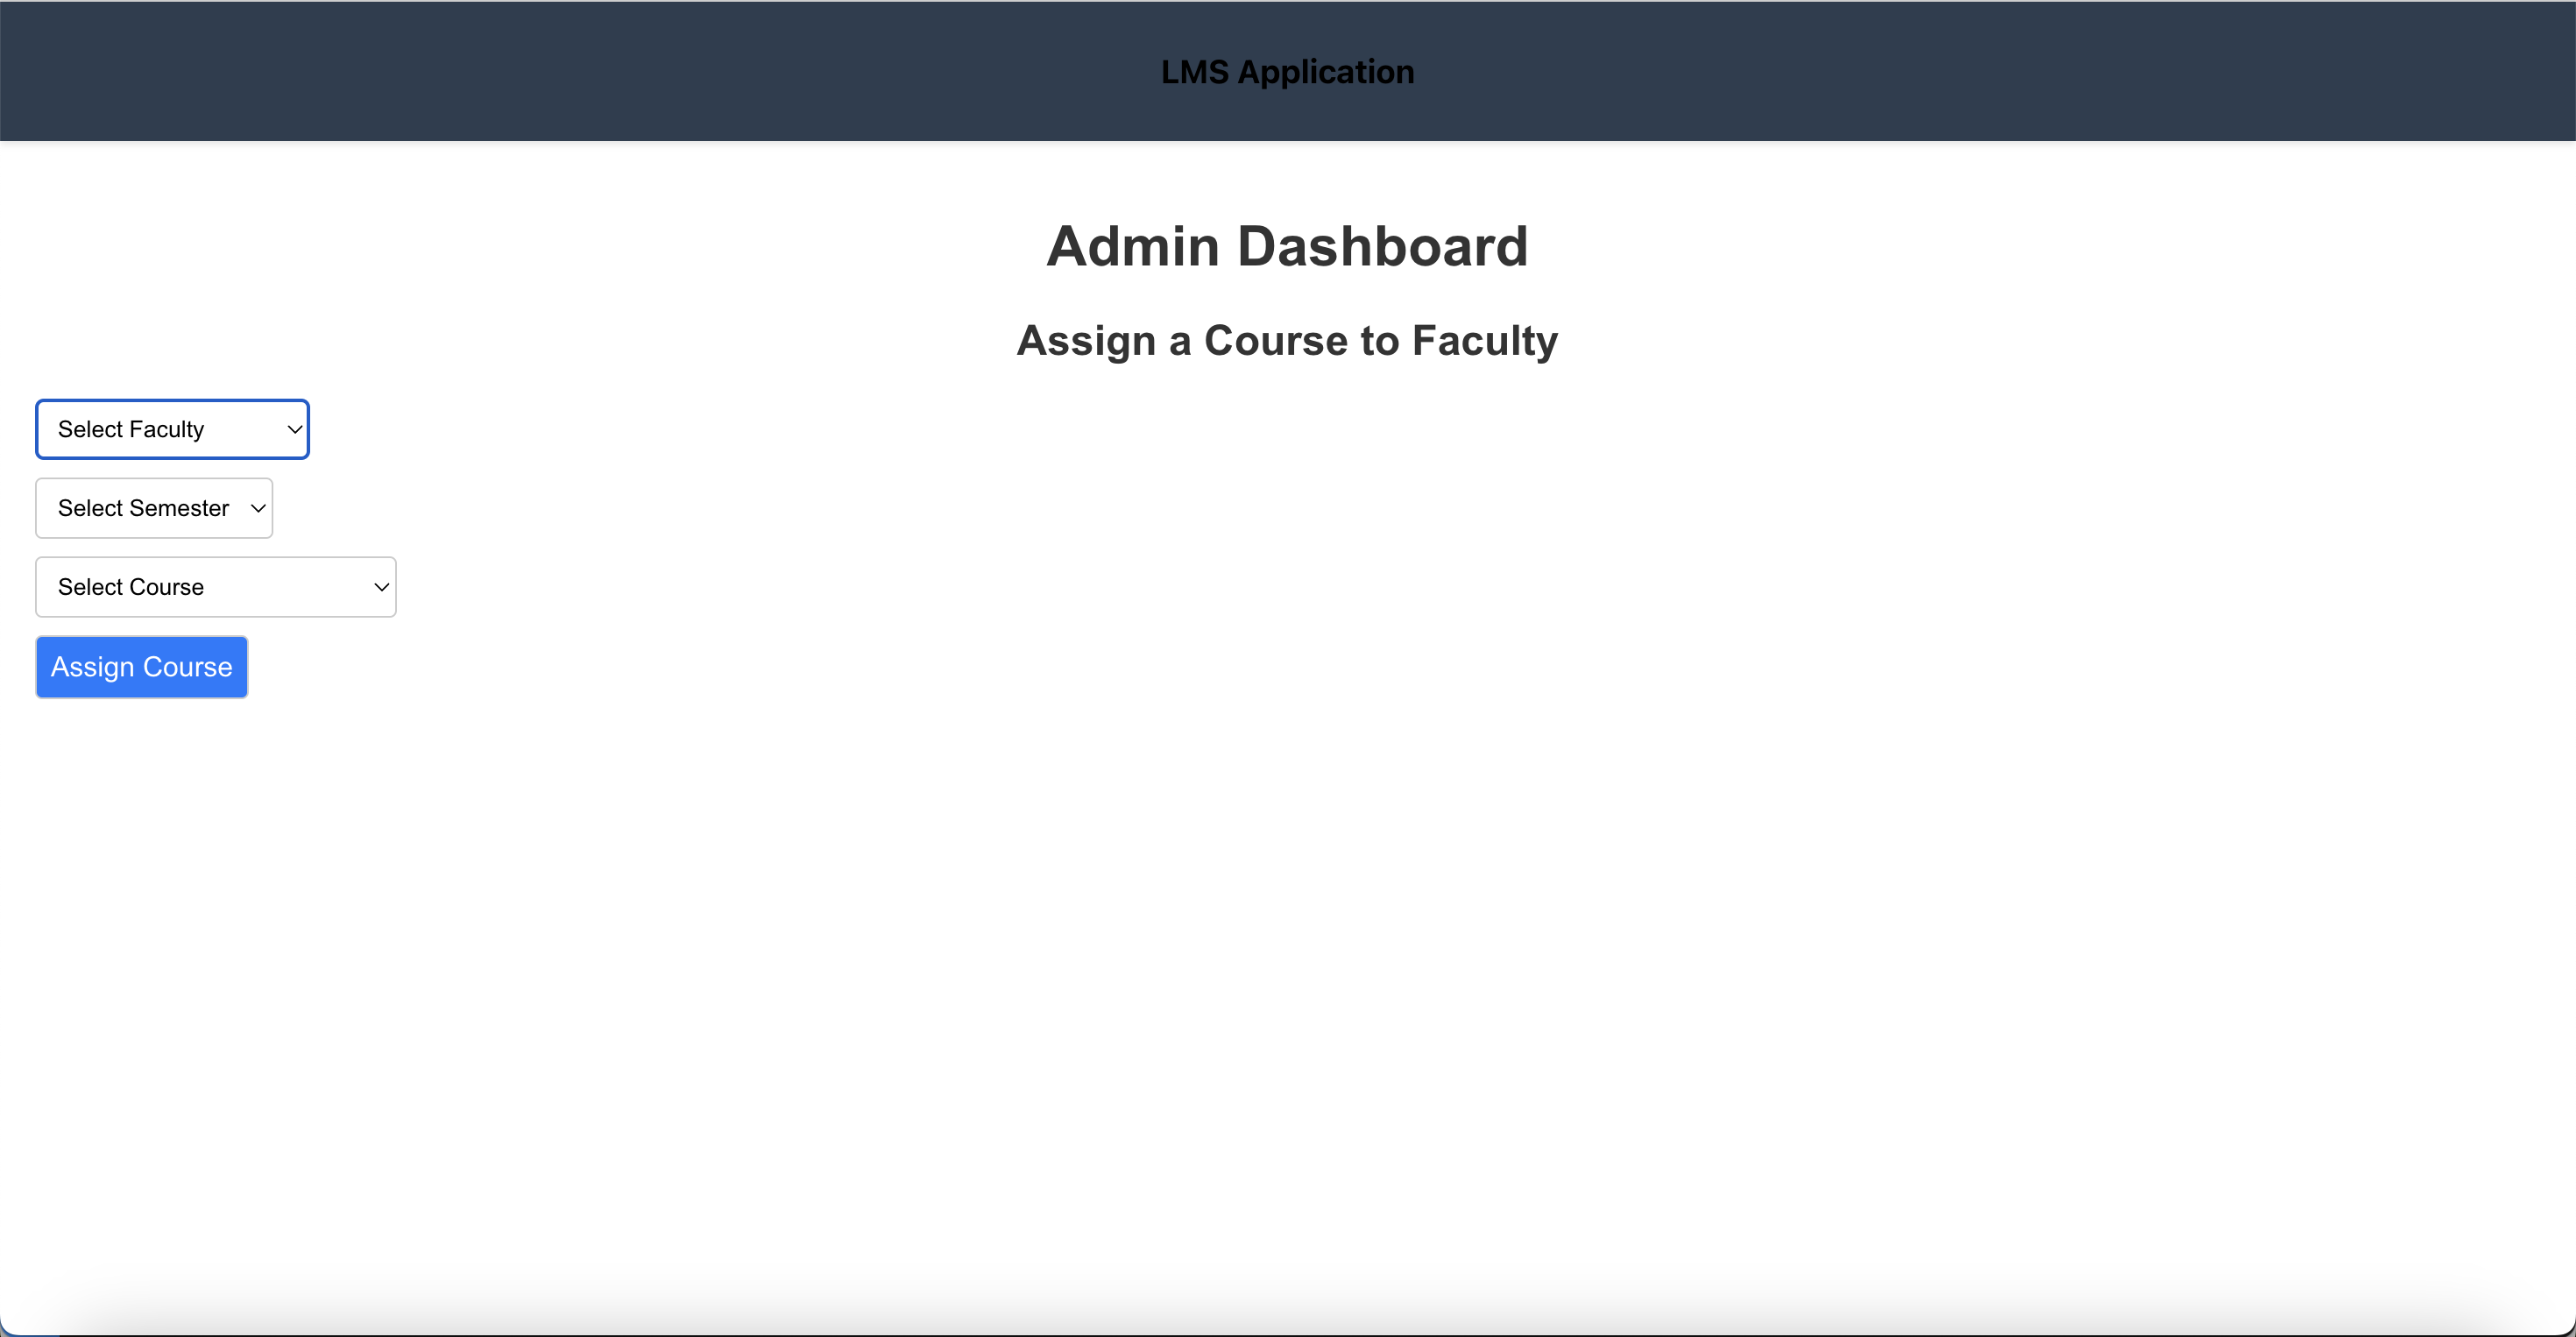 LMS Application
Admin Dashboard
Assign a Course to Faculty
Select Faculty
Select Semester
Select Course
Assign Course